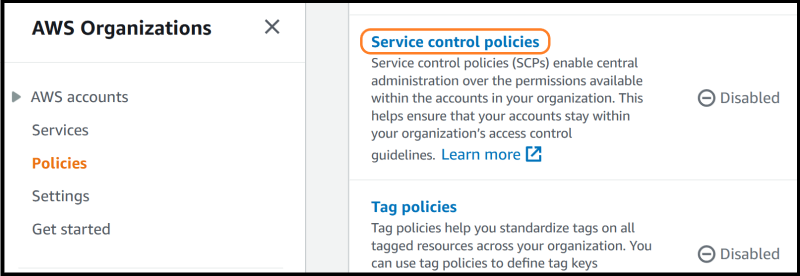 AWS Organizations
AWS accounts
Services
Policies
Settings
Get started
Service control policies
Service control policies (SCPs) enable central
administration over the permissions available
within the accounts in your organization. This
helps ensure that your accounts stay within
your organization's access control
guidelines. Learn more
Disabled
Tag policies
Tag policies help you standardize tags on all
tagged resources across your organization. You
can use tag policies to define tag keys
Disabled